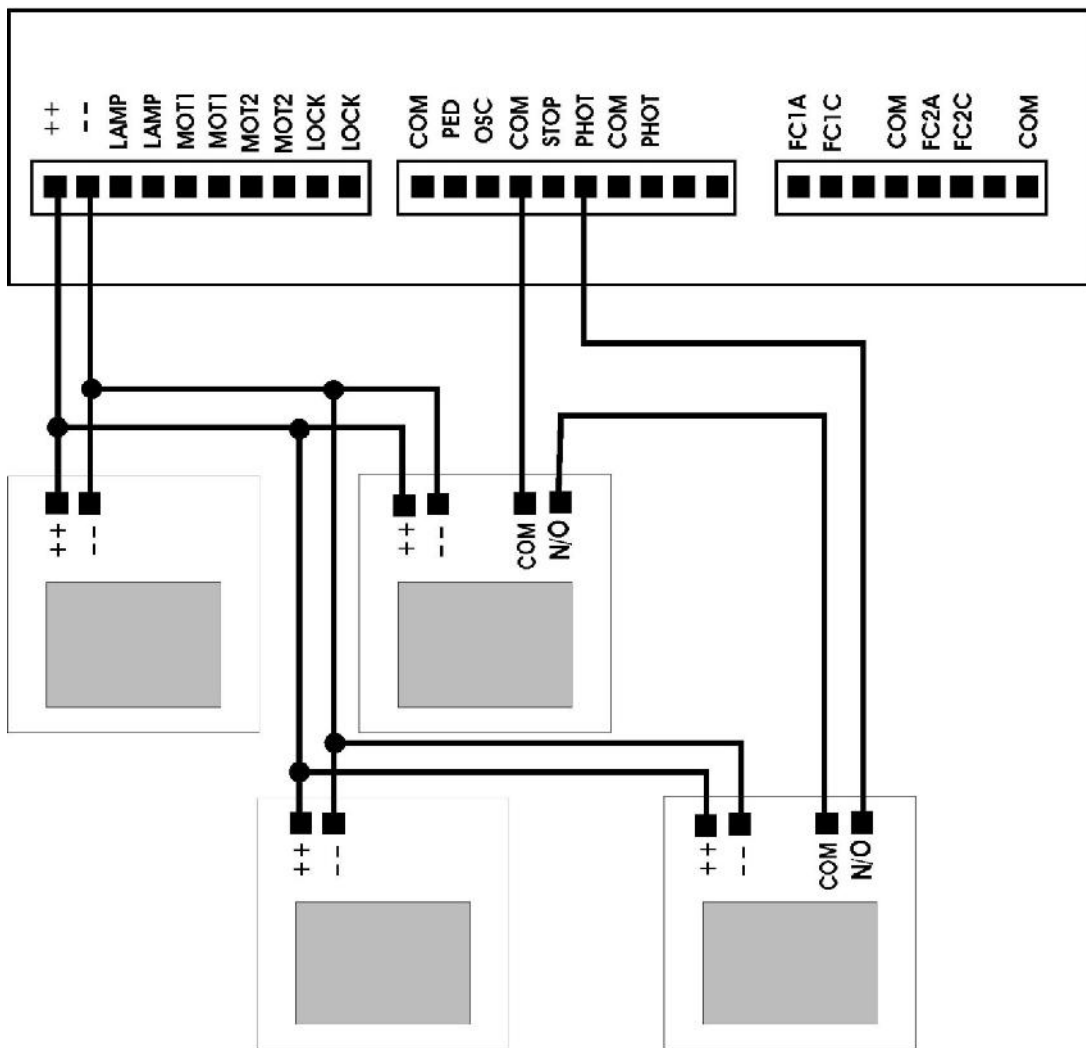 ++
--
LAMP
LAMP
MOT1
MOT1
MOT2
MOT2
LOCK
LOCK
COM
PED
OSC
COM
STOP
PHOT
COM
PHOT
FC1A
FC1C
COM
FC2A
FC2C
COM
++
--
++
--
COM
N/O
++
--
++
--
COM
N/O